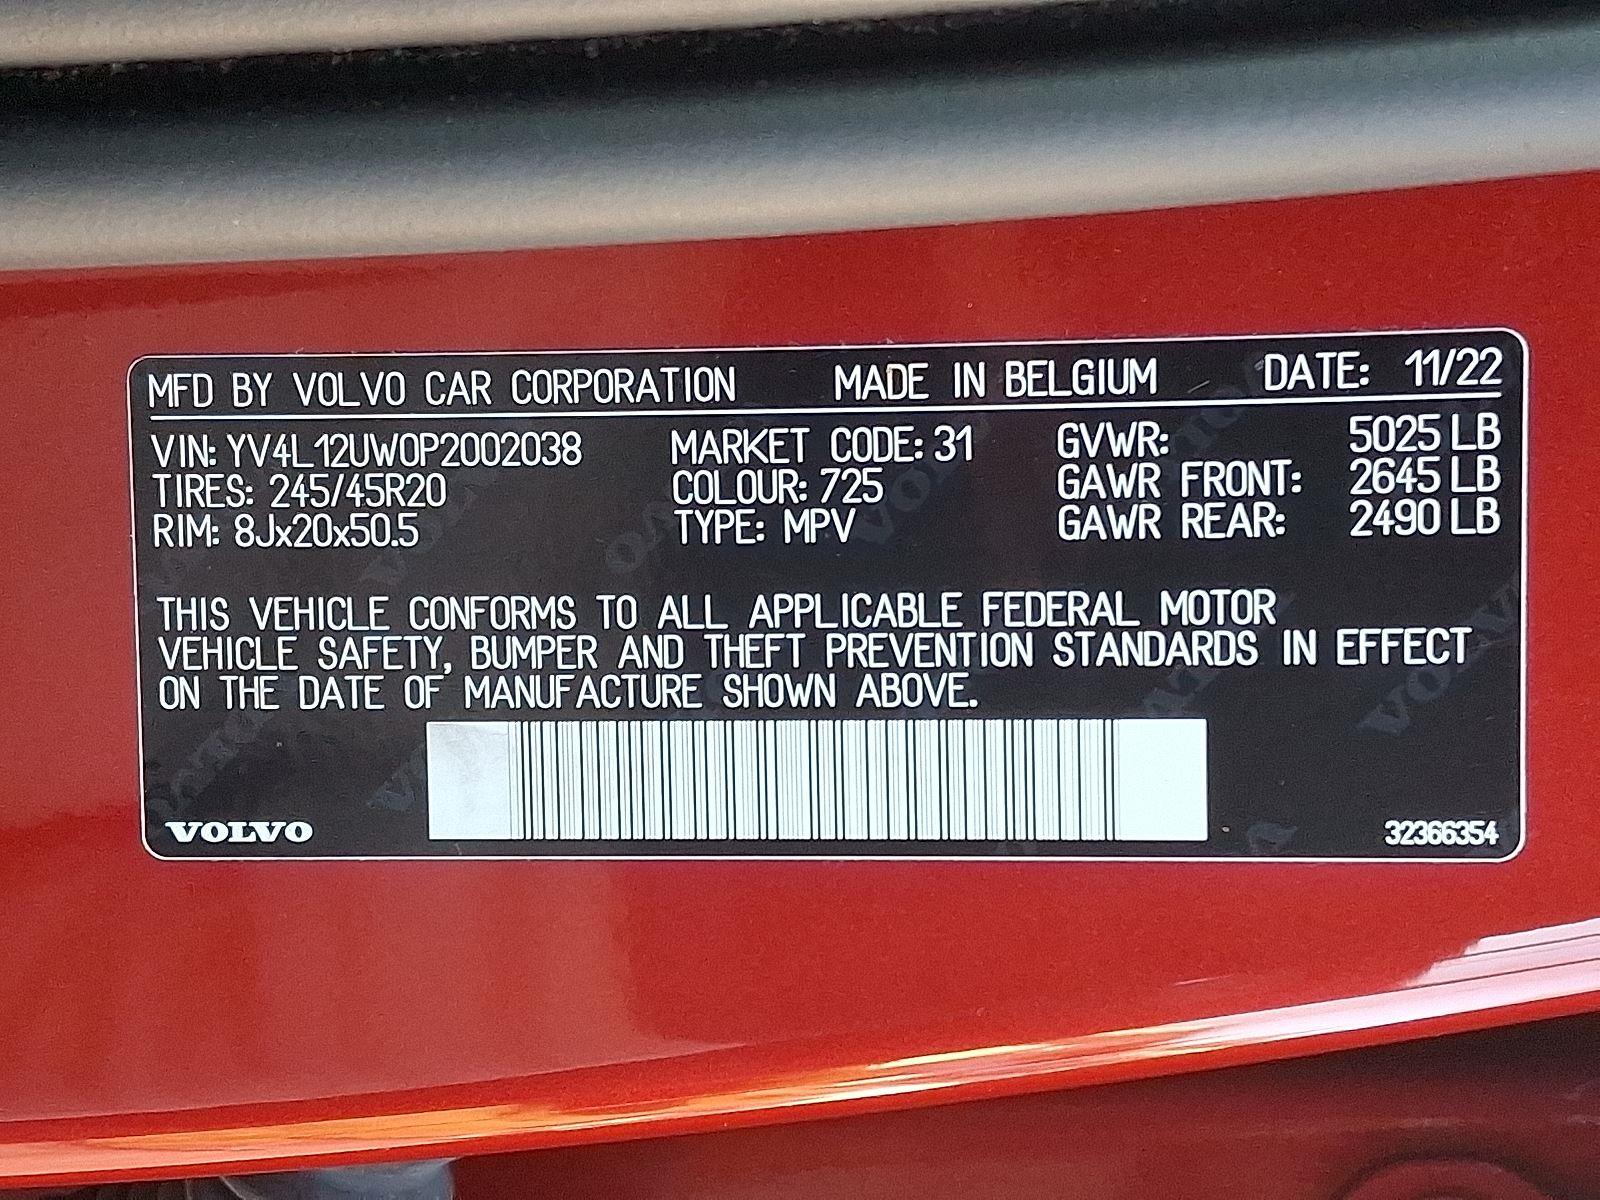 MFD BY VOLVO CAR CORPORATION MADE IN BELGIUM DATE: 11/22
VIN: YV4L12UW0P2002038 MARKET CODE: 31 GVWR: 5025 LB
TIRES: 245/45R20 COLOUR: 725 GAWR FRONT: 2645 LB
RIM: 8Jx20x50.5 TYPE: MPV GAWR REAR: 2490 LB
THIS VEHICLE CONFORMS TO ALL APPLICABLE FEDERAL MOTOR
VEHICLE SAFETY, BUMPER AND THEFT PREVENTION STANDARDS IN EFFECT
ON THE DATE OF MANUFACTURE SHOWN ABOVE.
VOLVO 32366354